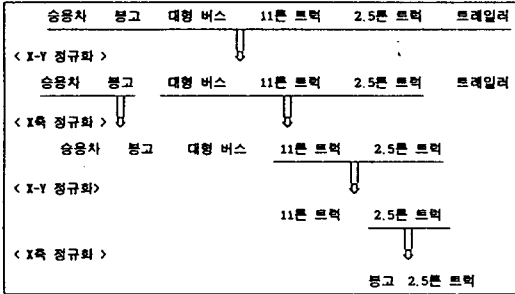 승용차 봉고 대형 버스 11톤 트럭 2.5톤 트럭 트레일러
< X-Y 정규화 >
승용차 봉고 대형 버스 11톤 트럭 2.5톤 트럭 트레일러
< X축 정규화 >
승용차 봉고 대형 버스 11톤 트럭 2.5톤 트럭
< X-Y 정규화>
11톤 트럭 2.5톤 트럭
< X축 정규화 >
봉고 2.5톤 트럭